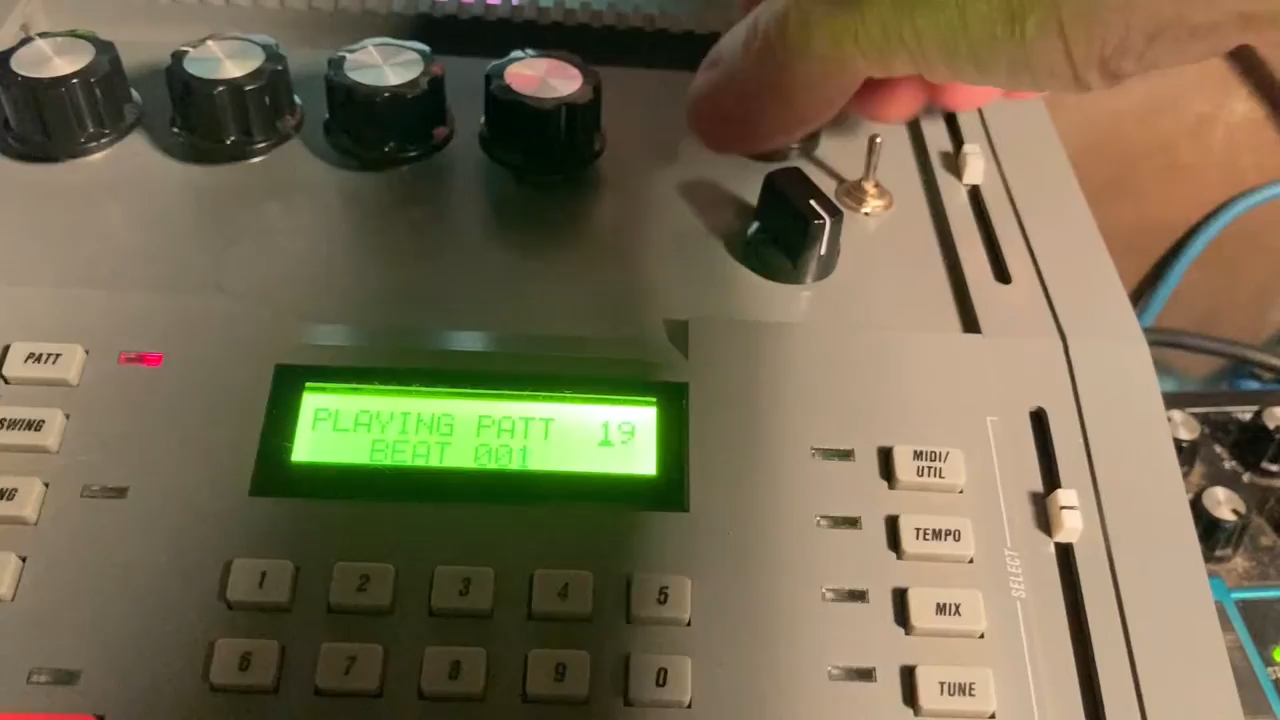 PATT
SWING
NG
PLAYING PATT 19
BEAT 001
MIDI/
UTIL
TEMPO
MIX
TUNE
SELECT
1 2 3 4 5
6 7 8 9 0